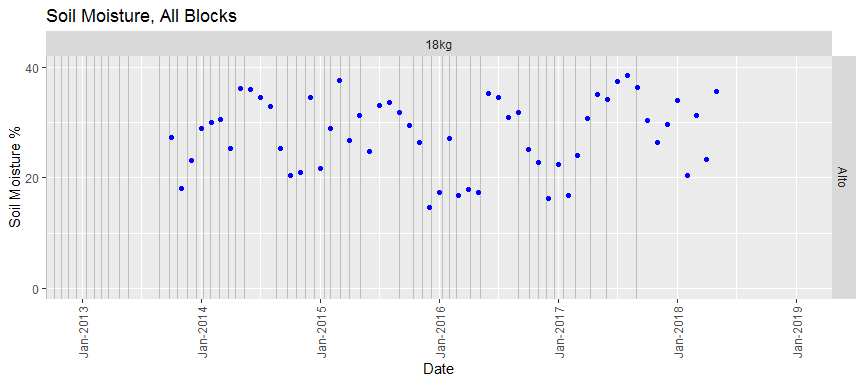 Soil Moisture, All Blocks
18kg
40
20
0
Soil Moisture %
Alto
Jan-2013
Jan-2014
Jan-2015
Jan-2016
Jan-2017
Jan-2018
Jan-2019
Date